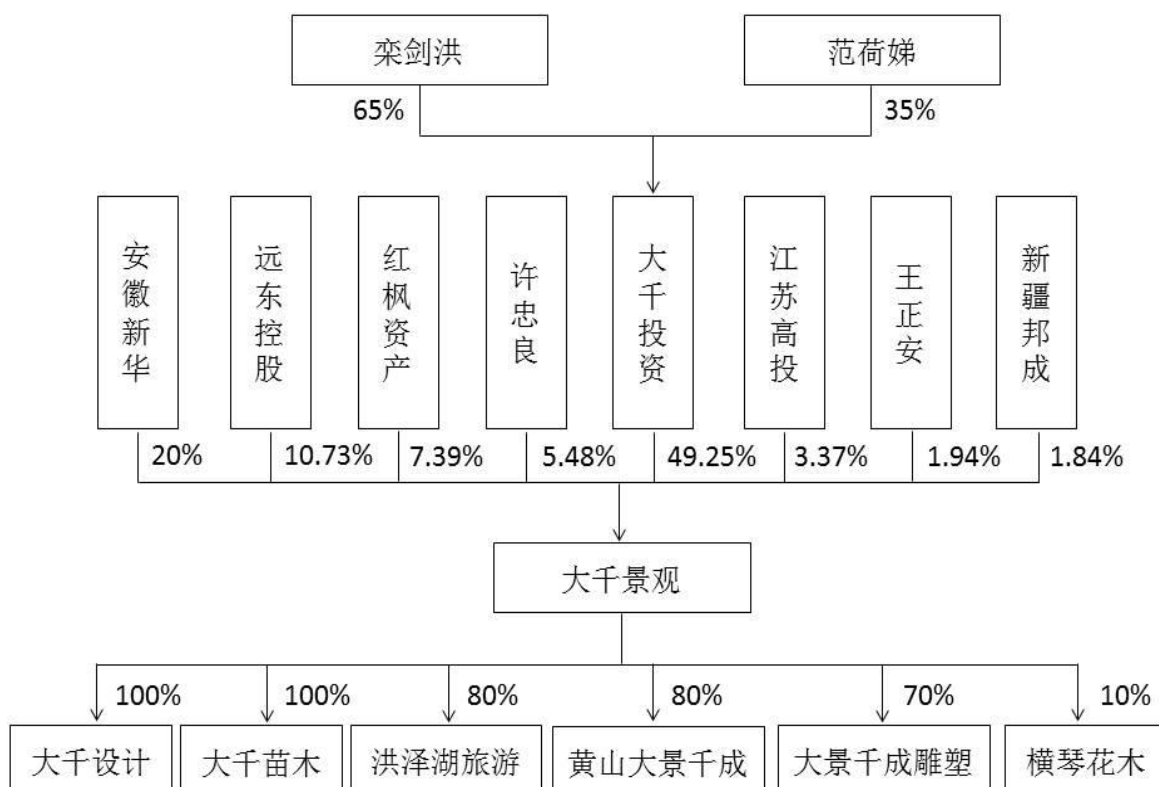 栾剑洪
范荷娣
65%
35%
安徽新华
远东控股
红枫资产
许忠良
大千投资
江苏高投
王正安
新疆邦成
20%
10.73%
7.39%
5.48%
49.25%
3.37%
1.94%
1.84%
大千景观
100%
100%
80%
80%
70%
10%
大千设计
大千苗木
洪泽湖旅游
黄山大景千成
大景千成雕塑
横琴花木